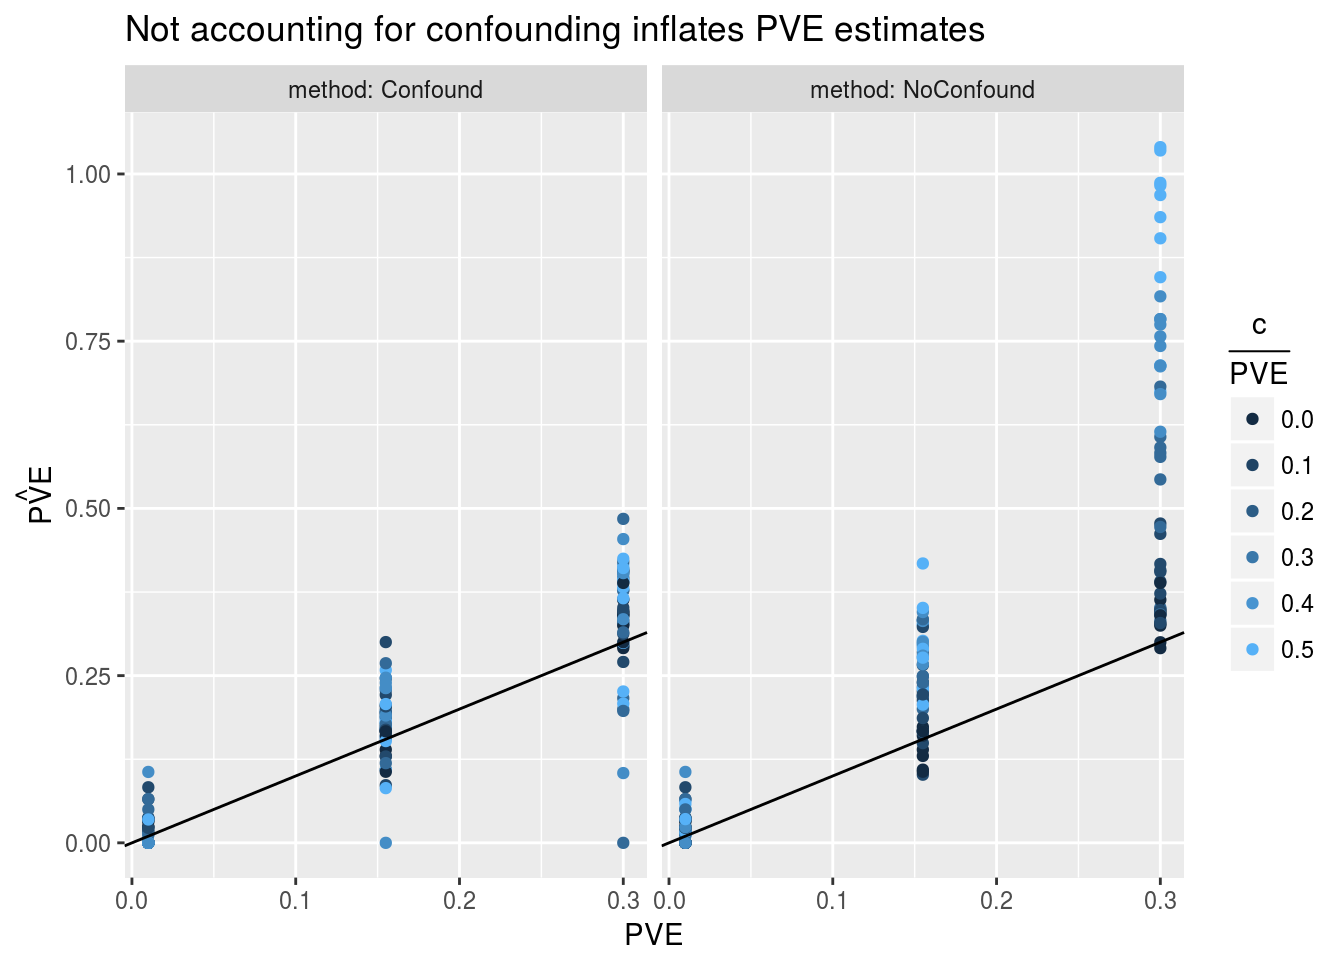 Not accounting for confounding inflates PVE estimates
method: Confound
method: NoConfound
1.00
0.75
0.50
0.25
0.00
PV̂E
0.0
0.1
0.2
0.3
0.0
0.1
0.2
0.3
PVE
c
PVE
0.0
0.1
0.2
0.3
0.4
0.5